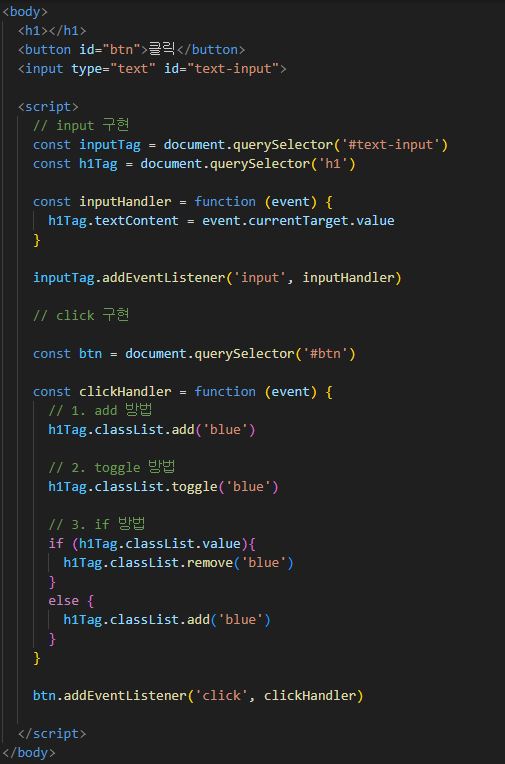 <body>
<h1></h1>
<button id="btn">클릭</button>
<input type="text" id="text-input">
<script>
// input 구현
const inputTag = document.querySelector('#text-input')
const h1Tag = document.querySelector('h1')
const inputHandler = function (event) {
h1Tag.textContent = event.currentTarget.value
}
inputTag.addEventListener('input', inputHandler)
// click 구현
const btn = document.querySelector('#btn')
const clickHandler = function (event) {
// 1. add 방법
h1Tag.classList.add('blue')
// 2. toggle 방법
h1Tag.classList.toggle('blue')
// 3. if 방법
if (h1Tag.classList.value){
h1Tag.classList.remove('blue')
}
else {
h1Tag.classList.add('blue')
}
}
btn.addEventListener('click', clickHandler)
</script>
</body>